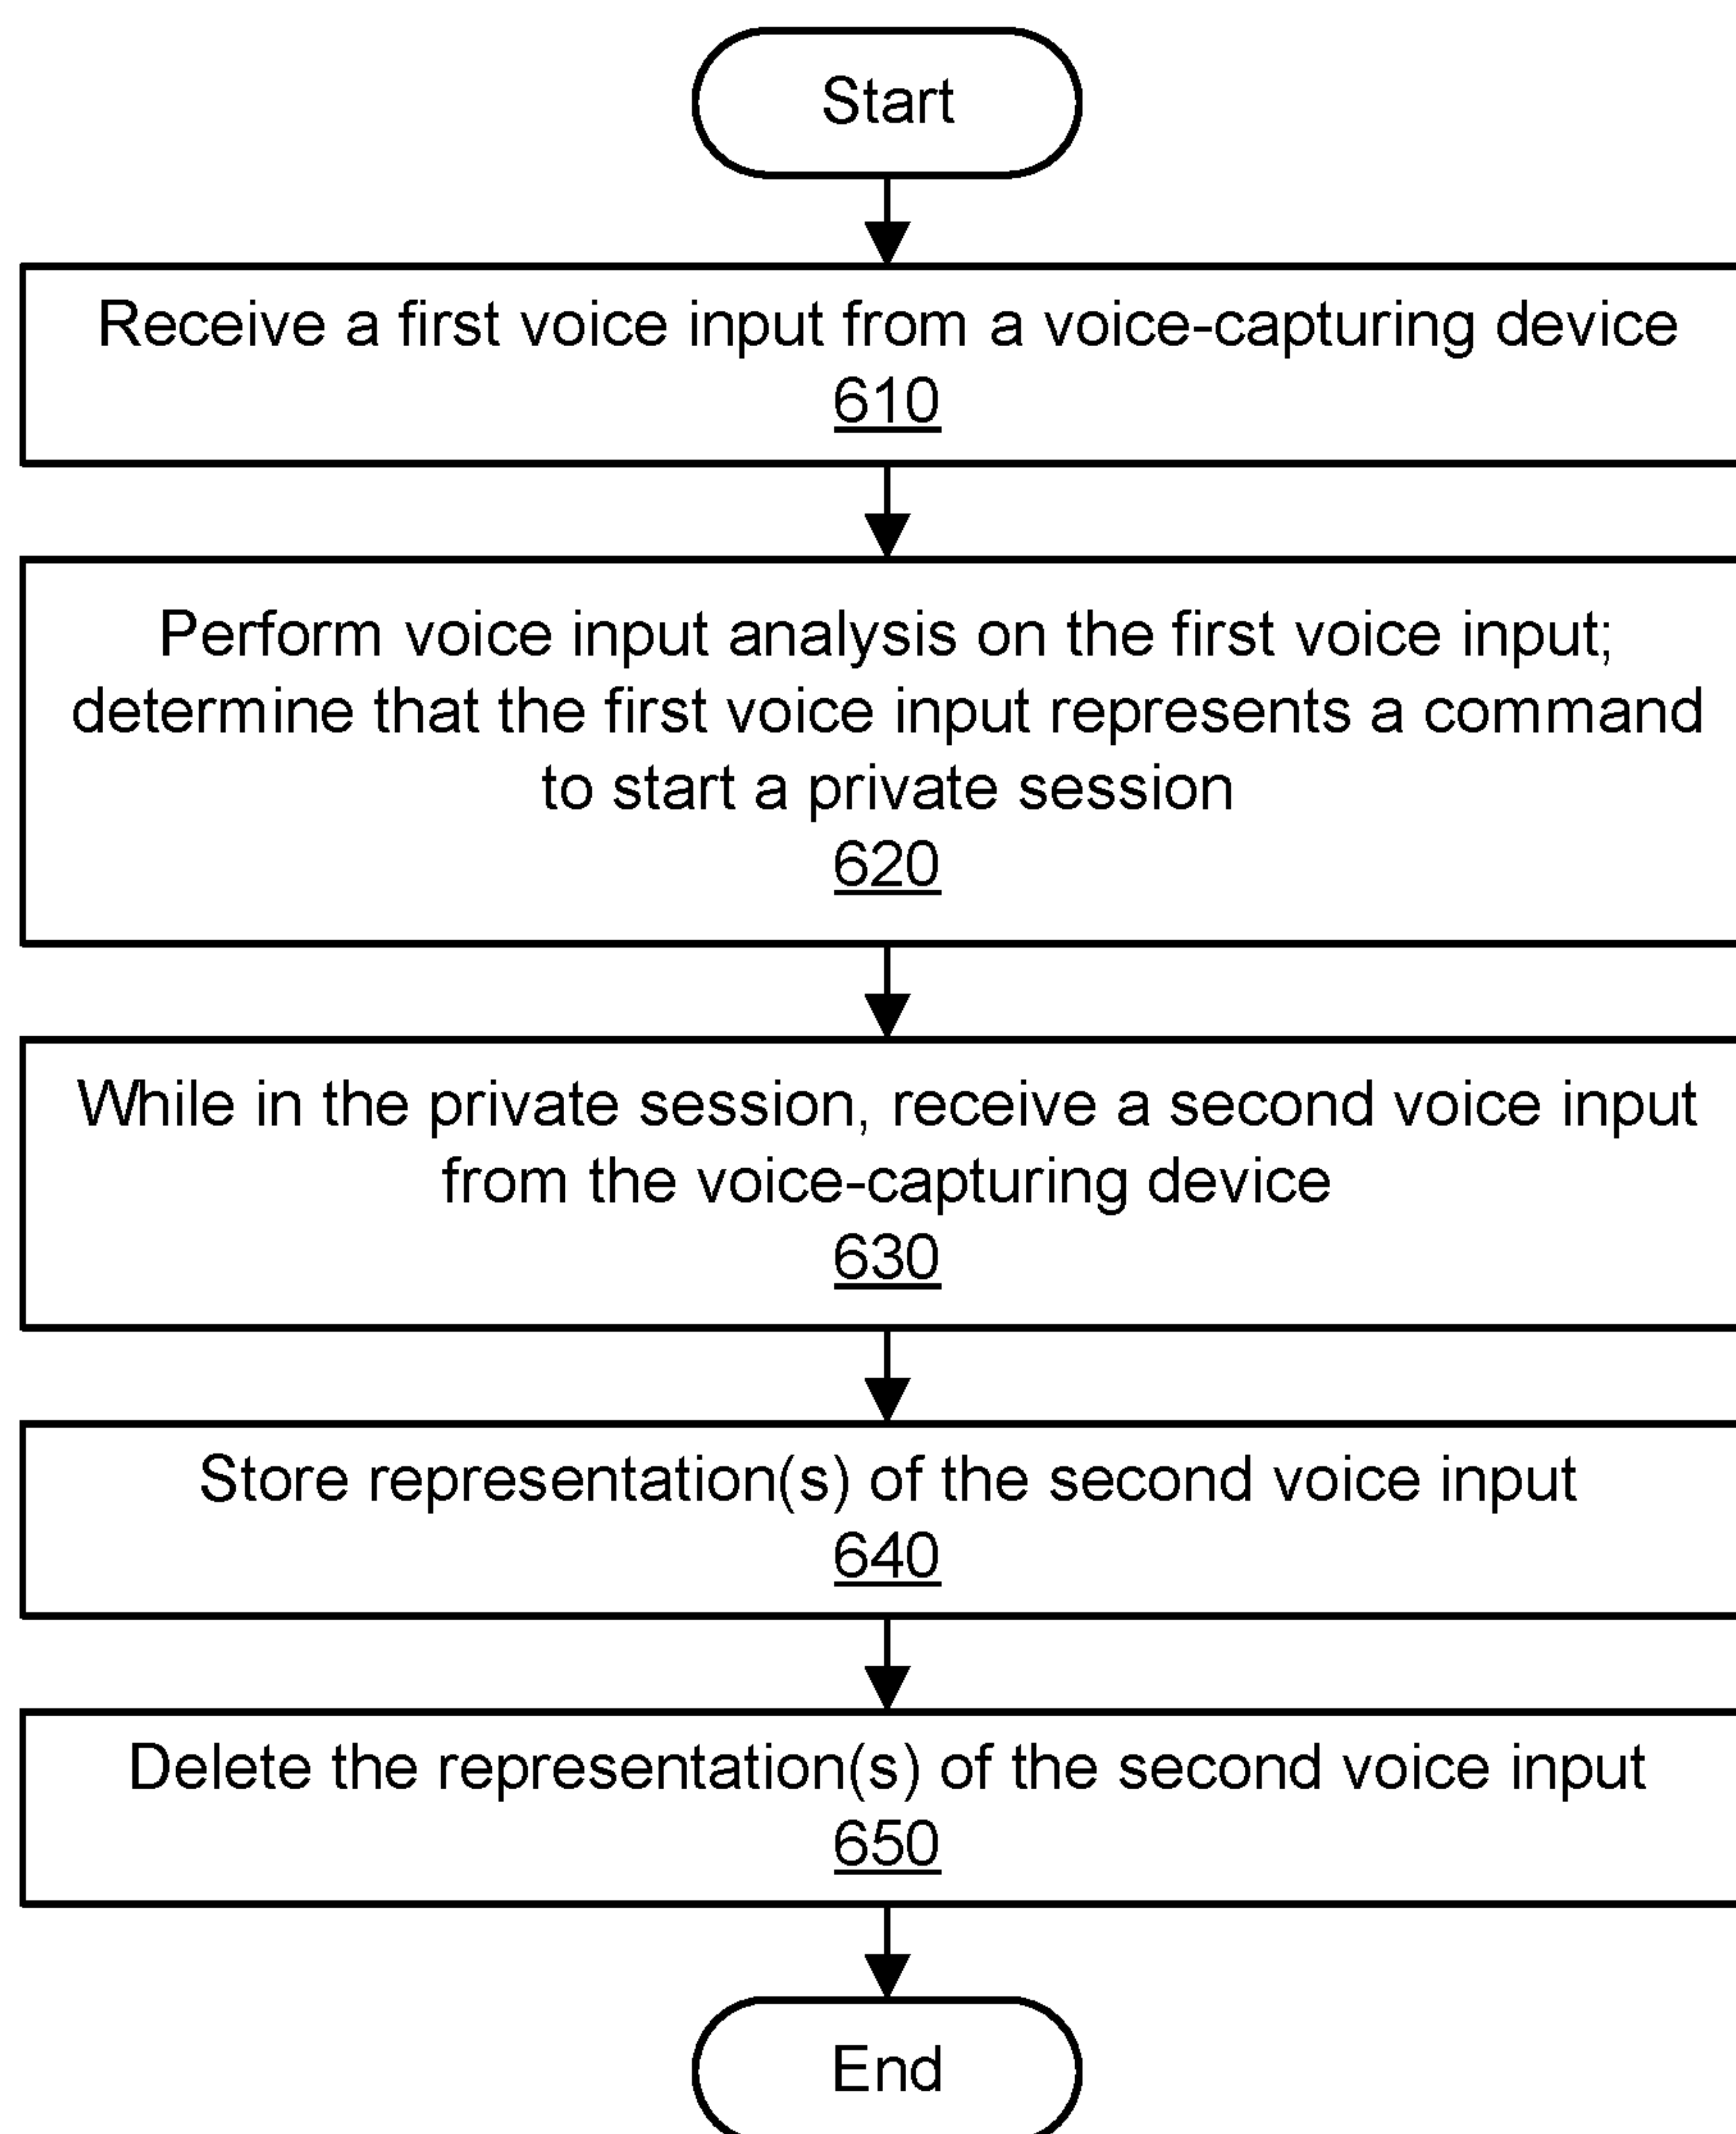 Start
Receive a first voice input from a voice-capturing device
610
Perform voice input analysis on the first voice input;
determine that the first voice input represents a command
to start a private session
620
While in the private session, receive a second voice input
from the voice-capturing device
630
Store representation(s) of the second voice input
640
Delete the representation(s) of the second voice input
650
End